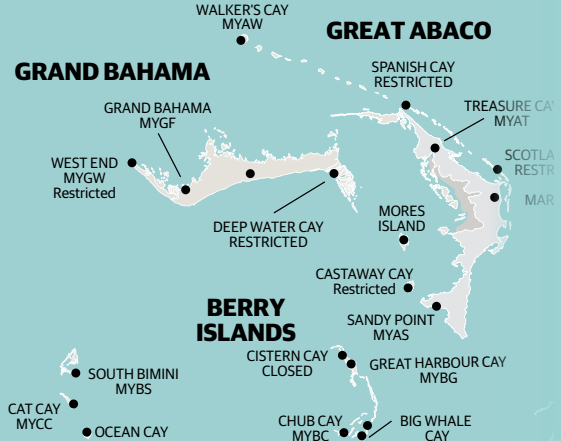 WALKER'S CAY
MYAW
GREAT ABACO
GRAND BAHAMA
SPANISH CAY
RESTRICTED
GRAND BAHAMA
MYGF
TREASURE
MYAT
WEST END
MYGW
Restricted
DEEP WATER CAY
RESTRICTED
MORES
ISLAND
CASTAWAY CAY
Restricted
SANDY POINT
MYAS
BERRY
ISLANDS
CISTERN CAY
CLOSED
GREAT HARBOUR CAY
MYBG
SOUTH BIMINI
MYBS
CAT CAY
MYCC
OCEAN CAY
CHUB CAY
MYBC
BIG WHALE
CAY